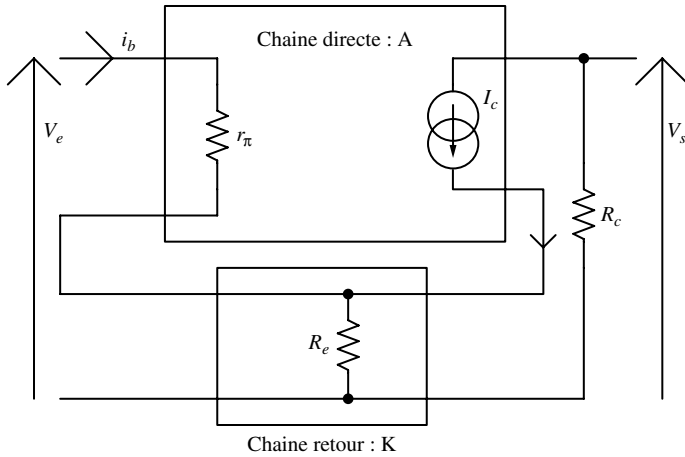 Chaine directe : A
i_b
I_c
V_e
r_π
V_s
R_c
R_e
Chaine retour : K